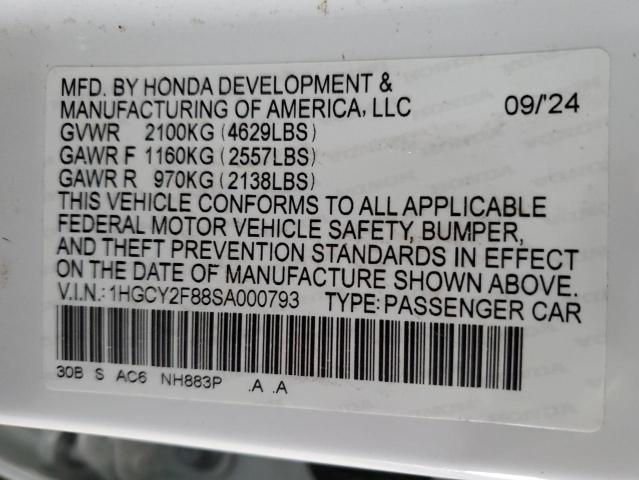 MFD. BY HONDA DEVELOPMENT &
MANUFACTURING OF AMERICA, LLC 09/'24
GVWR 2100KG (4629LBS)
GAWR F 1160KG (2557LBS)
GAWR R 970KG (2138LBS)
THIS VEHICLE CONFORMS TO ALL APPLICABLE
FEDERAL MOTOR VEHICLE SAFETY, BUMPER,
AND THEFT PREVENTION STANDARDS IN EFFECT
ON THE DATE OF MANUFACTURE SHOWN ABOVE.
V.I.N.: 1HGCY2F88SA000793 TYPE: PASSENGER CAR
30B S AC6 NH883P .A .A